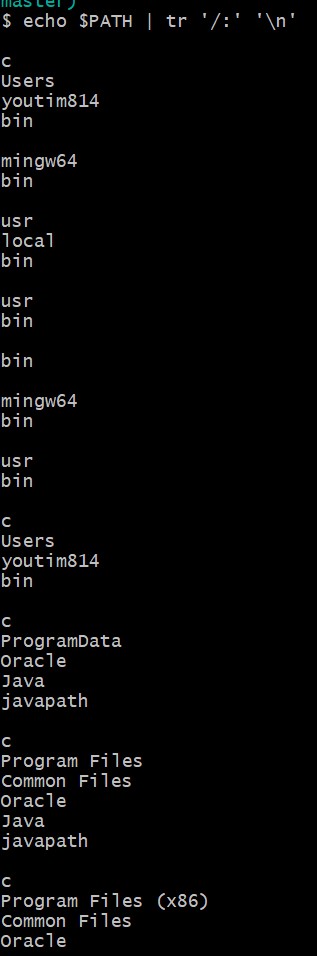 master)
$ echo $PATH | tr '/:' '\n'
c
Users
youtim814
bin
mingw64
bin
usr
local
bin
usr
bin
bin
mingw64
bin
usr
bin
c
Users
youtim814
bin
c
ProgramData
Oracle
Java
javapath
c
Program Files
Common Files
Oracle
Java
javapath
c
Program Files (x86)
Common Files
Oracle